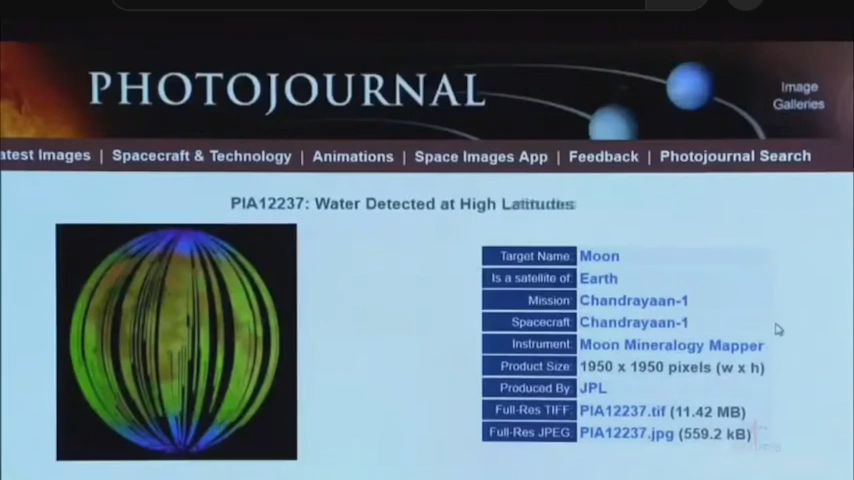 PHOTOJOURNAL
Image
Galleries
atest Images | Spacecraft & Technology | Animations | Space Images App | Feedback | Photojournal Search
PIA12237: Water Detected at High Latitudes
Target Name: Moon
Is a satellite of: Earth
Mission: Chandrayaan-1
Spacecraft: Chandrayaan-1
Instrument: Moon Mineralogy Mapper
Product Size: 1950 x 1950 pixels (w x h)
Produced By: JPL
Full-Res TIFF: PIA12237.tif (11.42 MB)
Full-Res JPEG: PIA12237.jpg (559.2 kB)